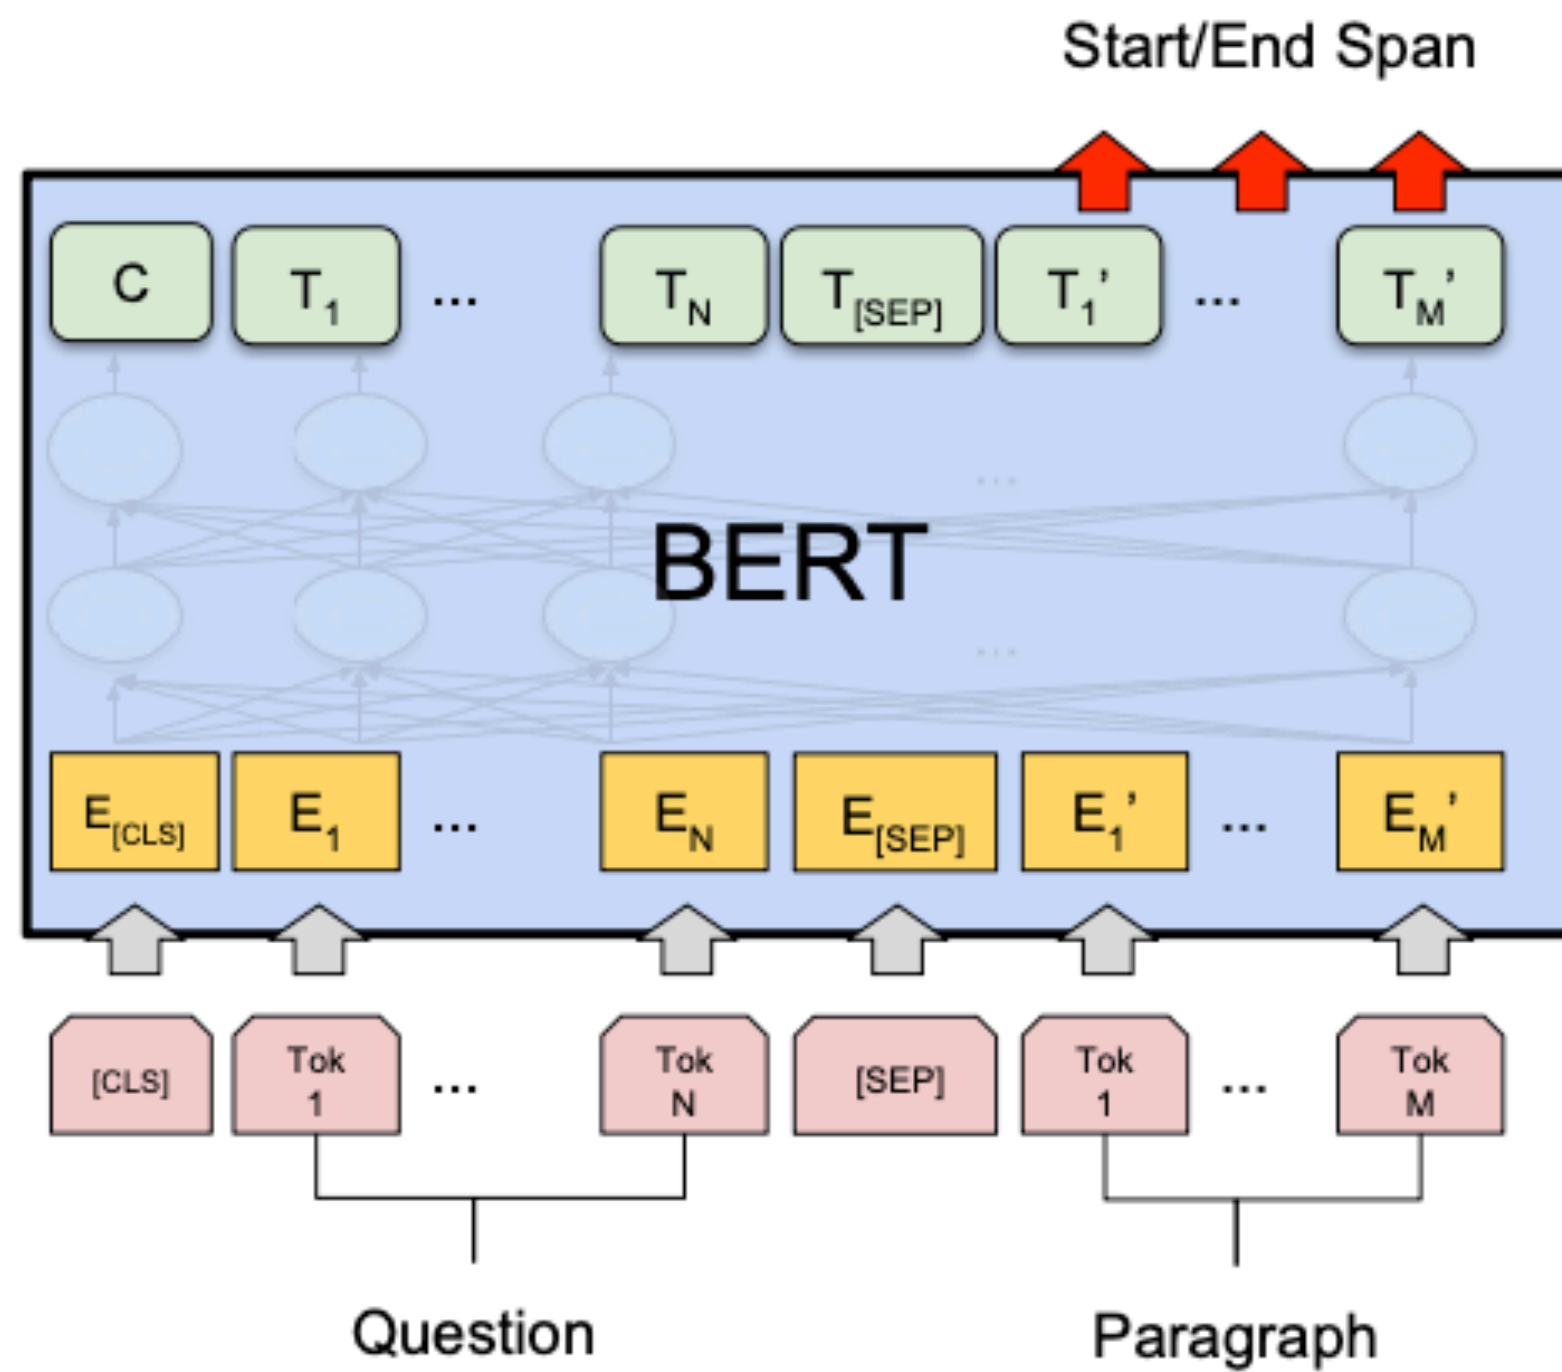 Start/End Span
C T1 ... TN T[SEP] T1’ ... TM’
...
BERT
...
E[CLS] E1 ... EN E[SEP] E1’ ... EM’
[CLS] Tok 1 ... Tok N [SEP] Tok 1 ... Tok M
Question Paragraph